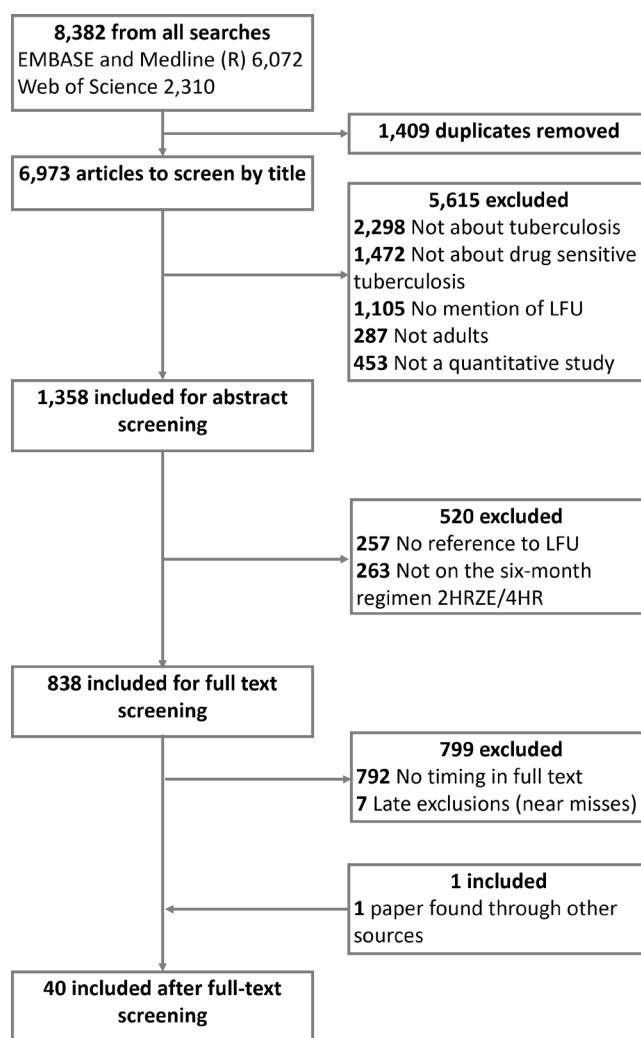 8,382 from all searches
EMBASE and Medline (R) 6,072
Web of Science 2,310
1,409 duplicates removed
6,973 articles to screen by title
5,615 excluded
2,298 Not about tuberculosis
1,472 Not about drug sensitive
tuberculosis
1,105 No mention of LFU
287 Not adults
453 Not a quantitative study
1,358 included for abstract
screening
520 excluded
257 No reference to LFU
263 Not on the six-month
regimen 2HRZE/4HR
838 included for full text
screening
799 excluded
792 No timing in full text
7 Late exclusions (near misses)
1 included
1 paper found through other
sources
40 included after full-text
screening